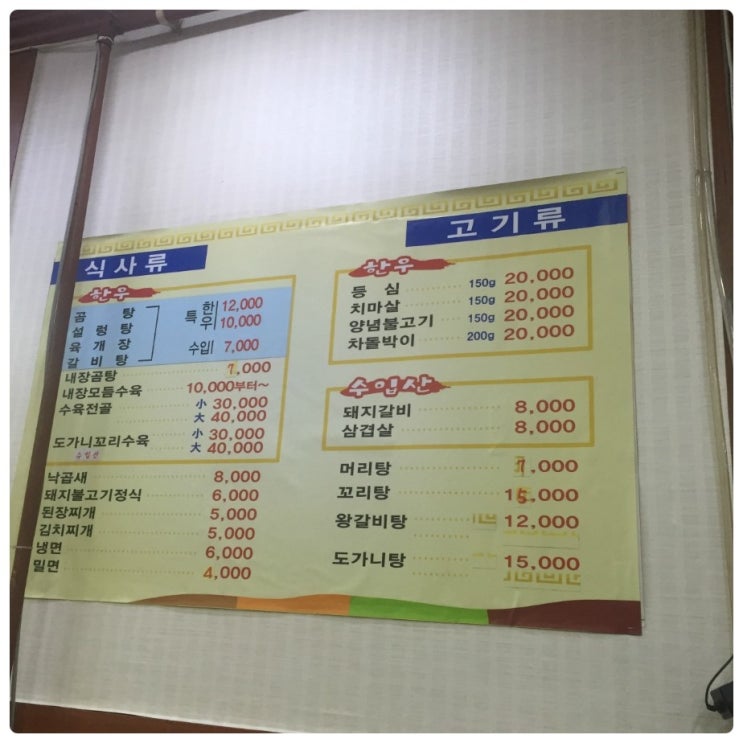 식사류
한우
곰탕 특 한우 12,000
설렁탕 10,000
육개장 수입 7,000
갈비탕
내장곰탕 7,000
내장모듬수육 10,000부터~
수육전골 小 30,000
大 40,000
도가니꼬리수육 小 30,000
수입산 大 40,000
낙곱새 8,000
돼지불고기정식 6,000
된장찌개 5,000
김치찌개 5,000
냉면 6,000
밀면 4,000
고기류
한우
등심 150g 20,000
치마살 150g 20,000
양념불고기 150g 20,000
차돌박이 200g 20,000
수입산
돼지갈비 8,000
삼겹살 8,000
머리탕 7,000
꼬리탕 15,000
왕갈비탕 12,000
도가니탕 15,000